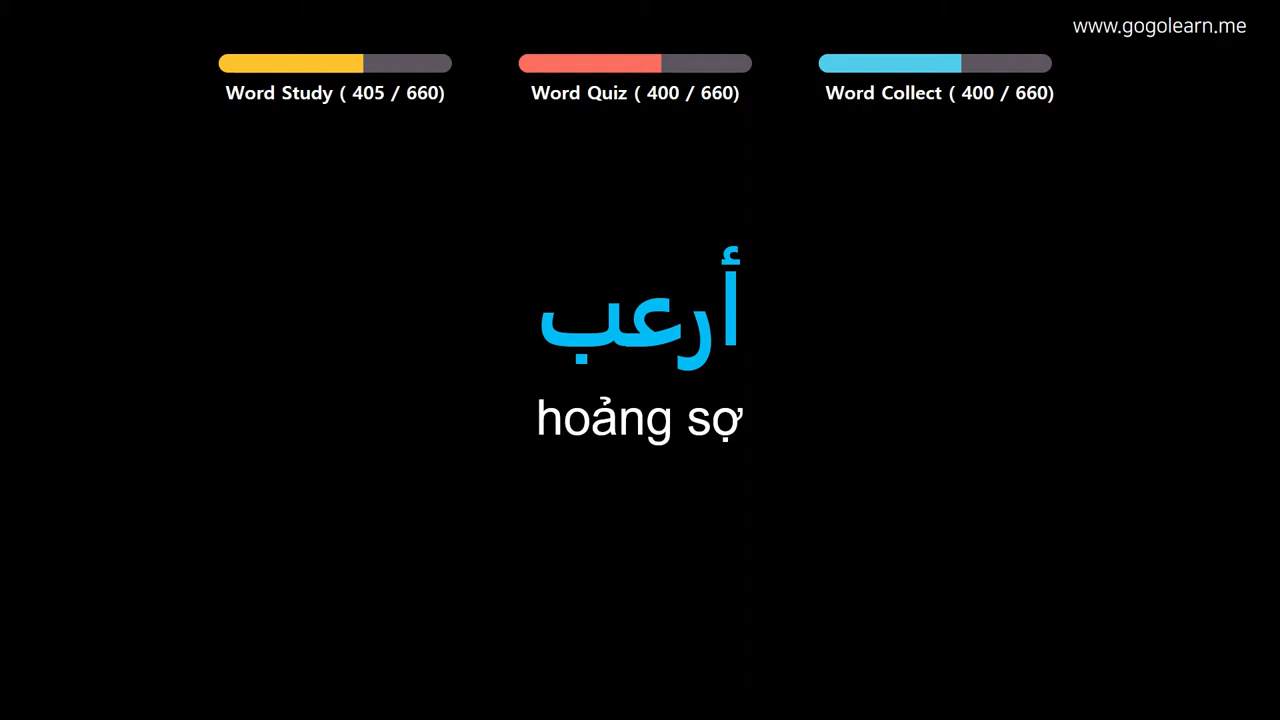 www.gogolearn.me
Word Study ( 405 / 660)
Word Quiz ( 400 / 660)
Word Collect ( 400 / 660)
أرعب
hoảng sợ